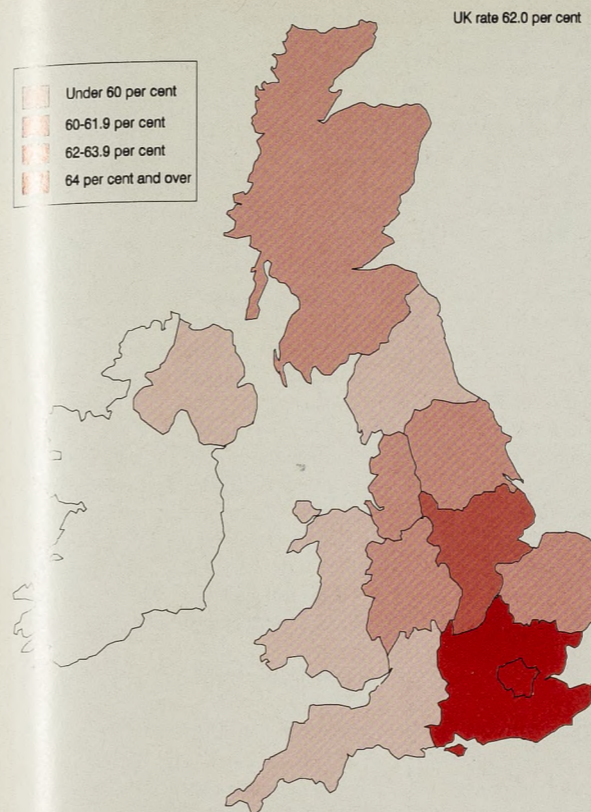 UK rate 62.0 per cent
Under 60 per cent
60-61.9 per cent
62-63.9 per cent
64 per cent and over